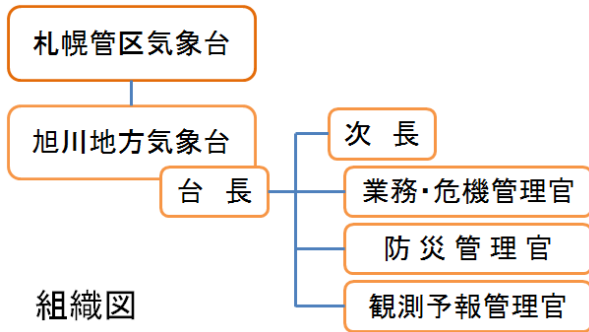 札幌管区気象台
旭川地方気象台
台 長
次 長
業務・危機管理官
防 災 管 理 官
観測予報管理官
組織図